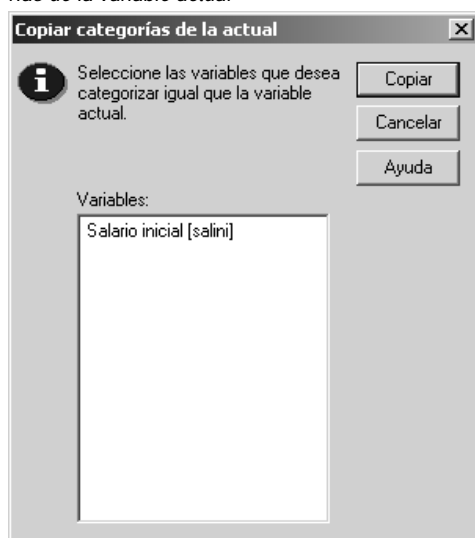 Copiar categorías de la actual
Seleccione las variables que desea
categorizar igual que la variable
actual.
Copiar
Cancelar
Ayuda
Variables:
Salario inicial [salini]